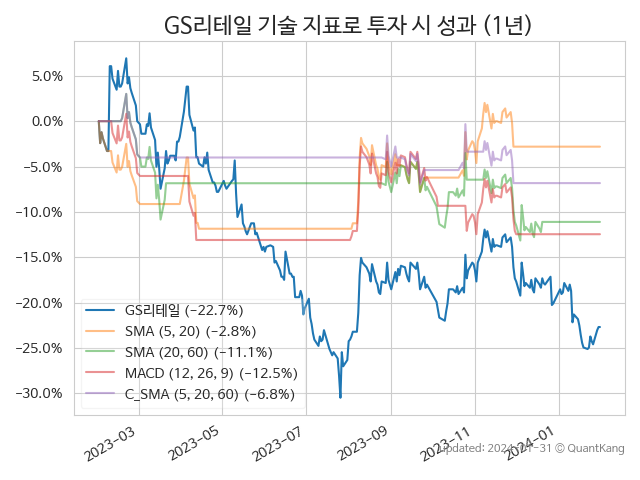 GS리테일 기술 지표로 투자 시 성과 (1년)
5.0%
0.0%
−5.0%
−10.0%
−15.0%
−20.0%
−25.0%
−30.0%
GS리테일 (−22.7%)
SMA (5, 20) (−2.8%)
SMA (20, 60) (−11.1%)
MACD (12, 26, 9) (−12.5%)
C_SMA (5, 20, 60) (−6.8%)
2023−03
2023−05
2023−07
2023−09
2023−11
2024−01
updated: 2024−01−31 © QuantKang